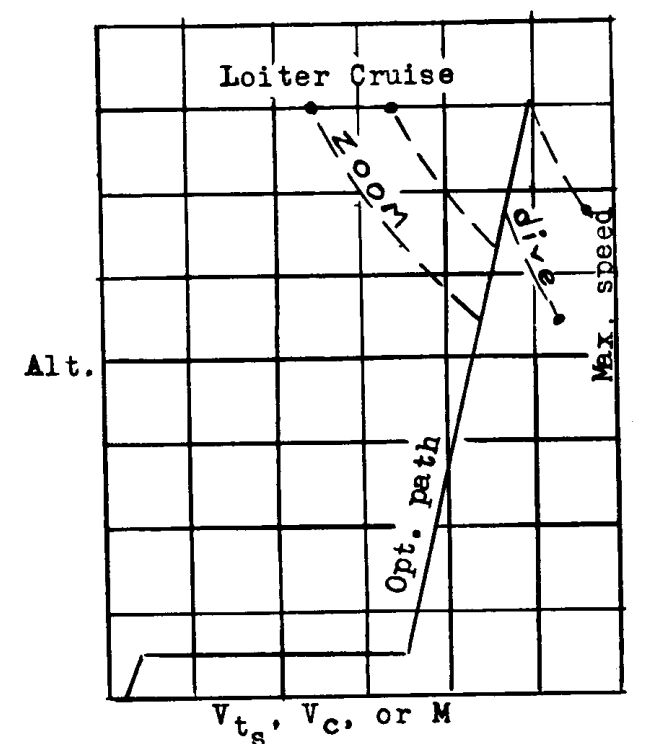 Loiter Cruise
Zoom
Dive
Max. speed
Alt.
Opt. path
Vts, Vc, or M